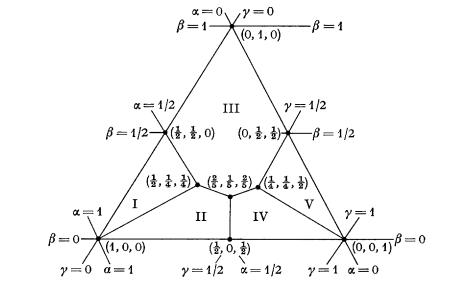 α=0 γ=0
β=1 β=1
(0, 1, 0)
III
α=1/2 γ=1/2
β=1/2 (½, ½, 0) (0, ½, ½) β=1/2
(½, ¼, ¼) (⅖, ⅕, ⅖) (¼, ¼, ½)
I V
α=1 II IV γ=1
β=0 β=0
(1, 0, 0) (½, 0, ½) (0, 0, 1)
γ=0 α=1 γ=1/2 α=1/2 γ=1 α=0